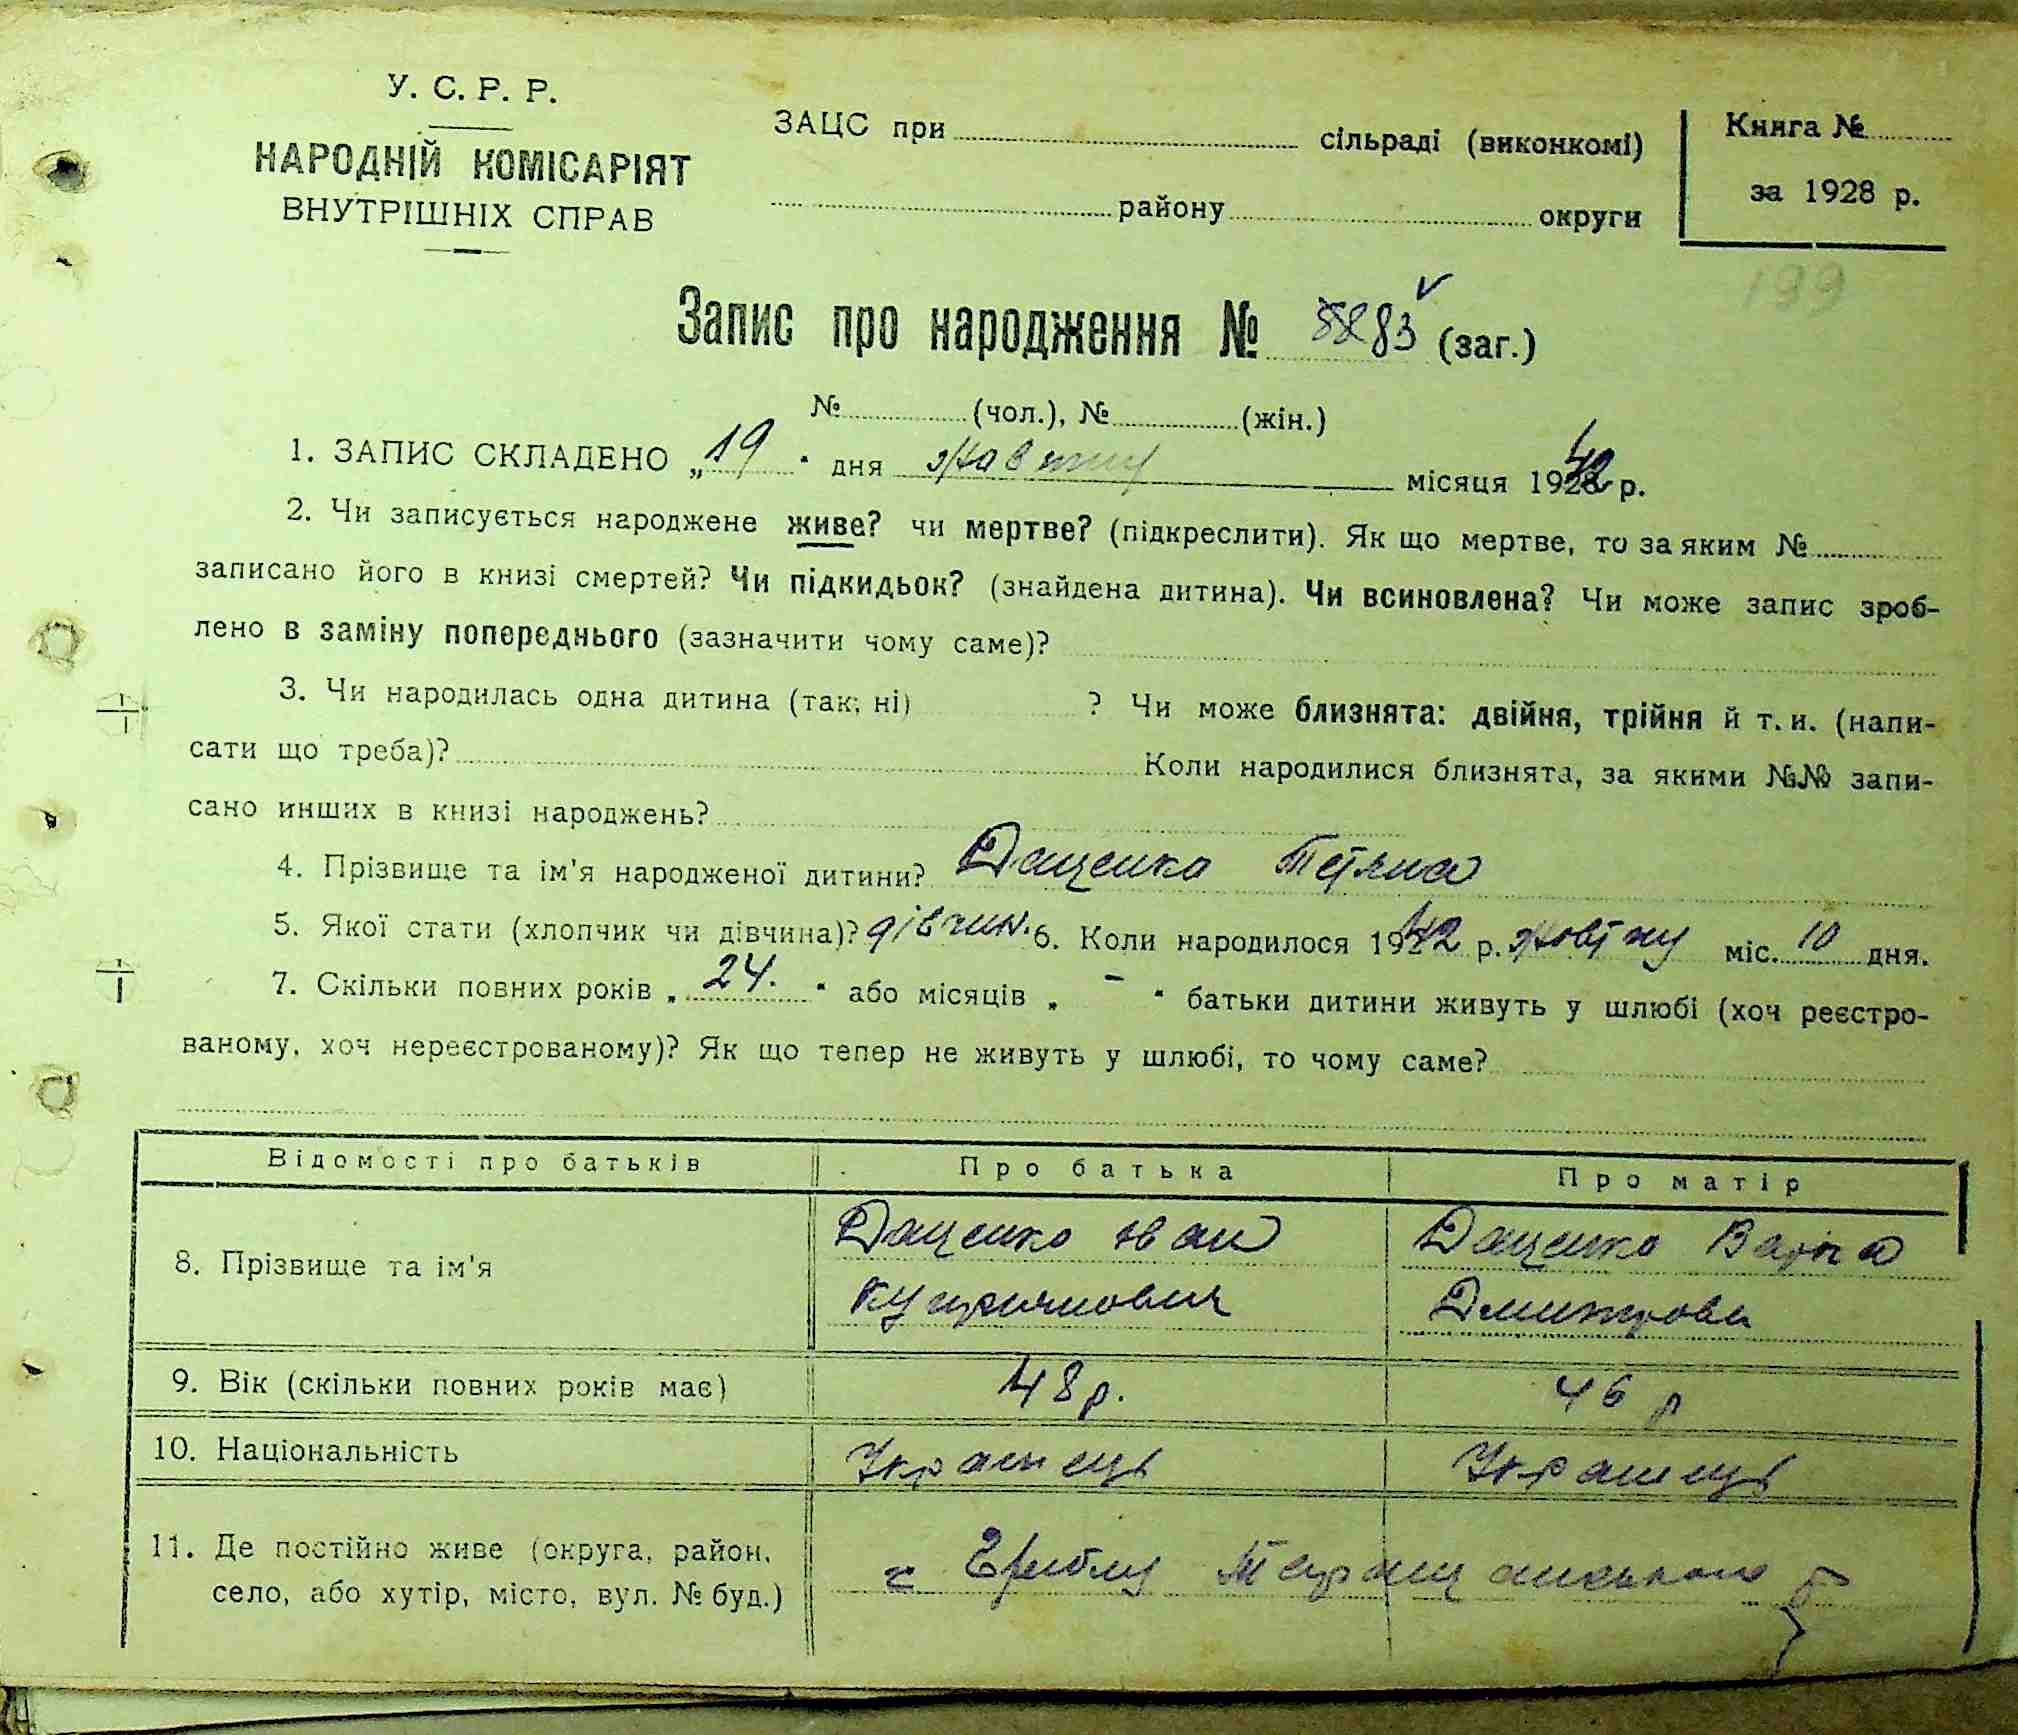 У. С. Р. Р.
НАРОДНІЙ КОМІСАРІЯТ
ВНУТРІШНІХ СПРАВ
ЗАЦС при сільраді (виконкомі)
району округи
Книга №
за 1928 р.
199
Запис про народження № 83 (заг.)
№ (чол.), № (жін.)
1. ЗАПИС СКЛАДЕНО „19" дня жовтну місяця 1942 р.
2. Чи записується народжене живе? чи мертве? (підкреслити). Як що мертве, то за яким №
записано його в книзі смертей? Чи підкидьок? (знайдена дитина). Чи всиновлена? Чи може запис зроб-
лено в заміну попереднього (зазначити чому саме)?
3. Чи народилась одна дитина (так; ні) ? Чи може близнята: двійня, трійня й т. и. (напи-
сати що треба)? Коли народилися близнята, за якими №№ запи-
сано инших в книзі народжень?
4. Прізвище та ім'я народженої дитини? Даценко Тетяна
5. Якої стати (хлопчик чи дівчина)? дівчин. 6. Коли народилося 1942 р. жовтну міс. 10 дня.
7. Скільки повних років „24." або місяців „-" батьки дитини живуть у шлюбі (хоч реєстро-
ваному, хоч нереєстрованому)? Як що тепер не живуть у шлюбі, то чому саме?
Відомості про батьків Про батька Про матір
8. Прізвище та ім'я Даценко Іван Даценко Варка
Дмитрови
9. Вік (скільки повних років має) 48 р. 46 р
10. Національність Українець Українець
11. Де постійно живе (округа, район,
село, або хутір, місто, вул. № буд.) с Греблу